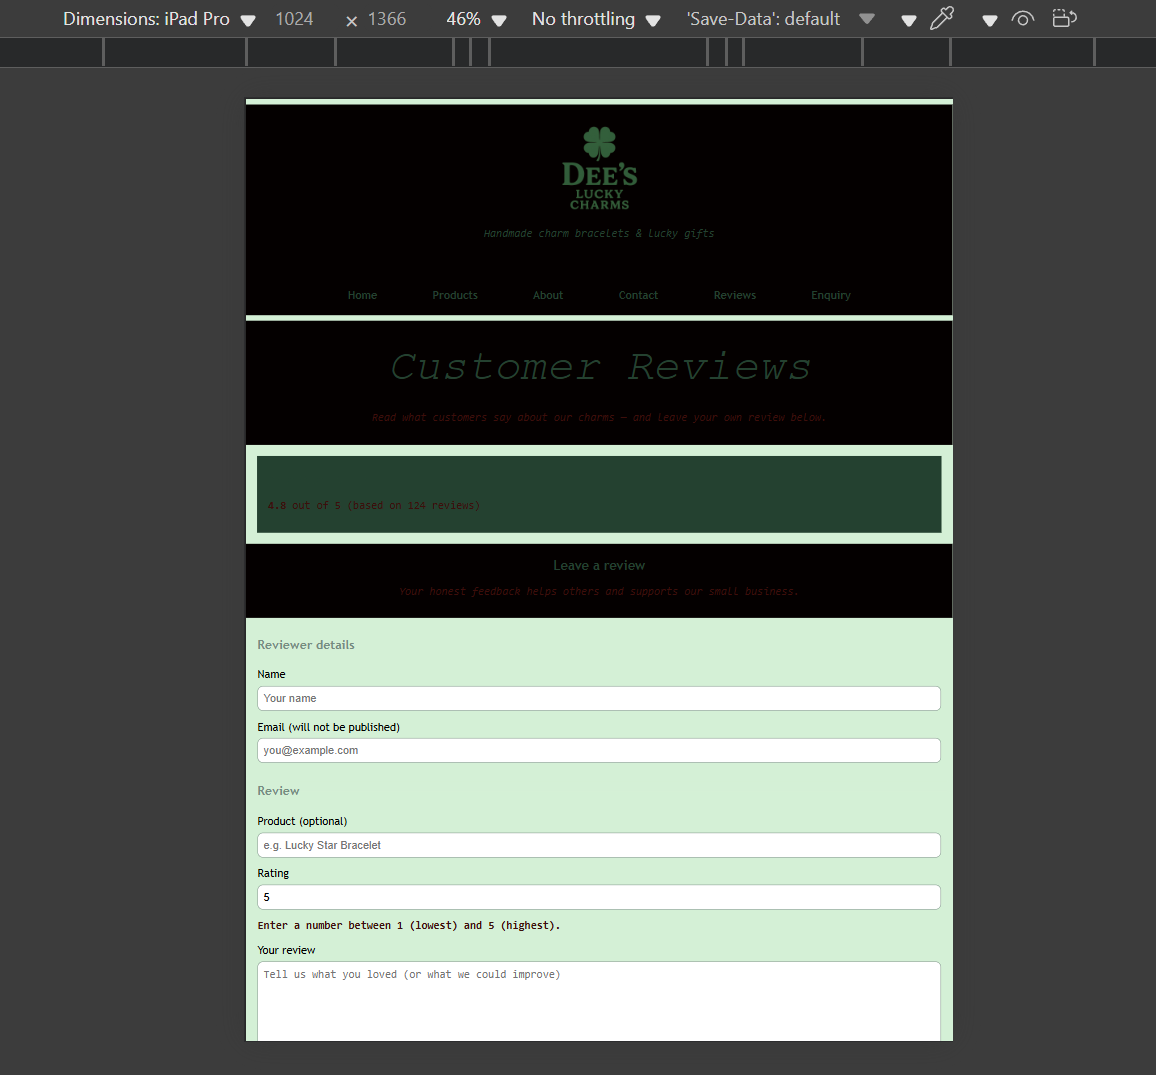 Dimensions: iPad Pro 1024 × 1366 46% No throttling 'Save-Data': default
DEE'S
LUCKY
CHARMS
Handmade charm bracelets & lucky gifts
Home Products About Contact Reviews Enquiry
Customer Reviews
Read what customers say about our charms — and leave your own review below.
4.8 out of 5 (based on 124 reviews)
Leave a review
Your honest feedback helps others and supports our small business.
Reviewer details
Name
Your name
Email (will not be published)
you@example.com
Review
Product (optional)
e.g. Lucky Star Bracelet
Rating
5
Enter a number between 1 (lowest) and 5 (highest).
Your review
Tell us what you loved (or what we could improve)